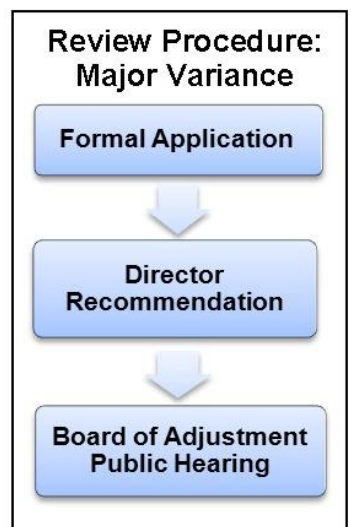 Review Procedure:
Major Variance
Formal Application
Director
Recommendation
Board of Adjustment
Public Hearing